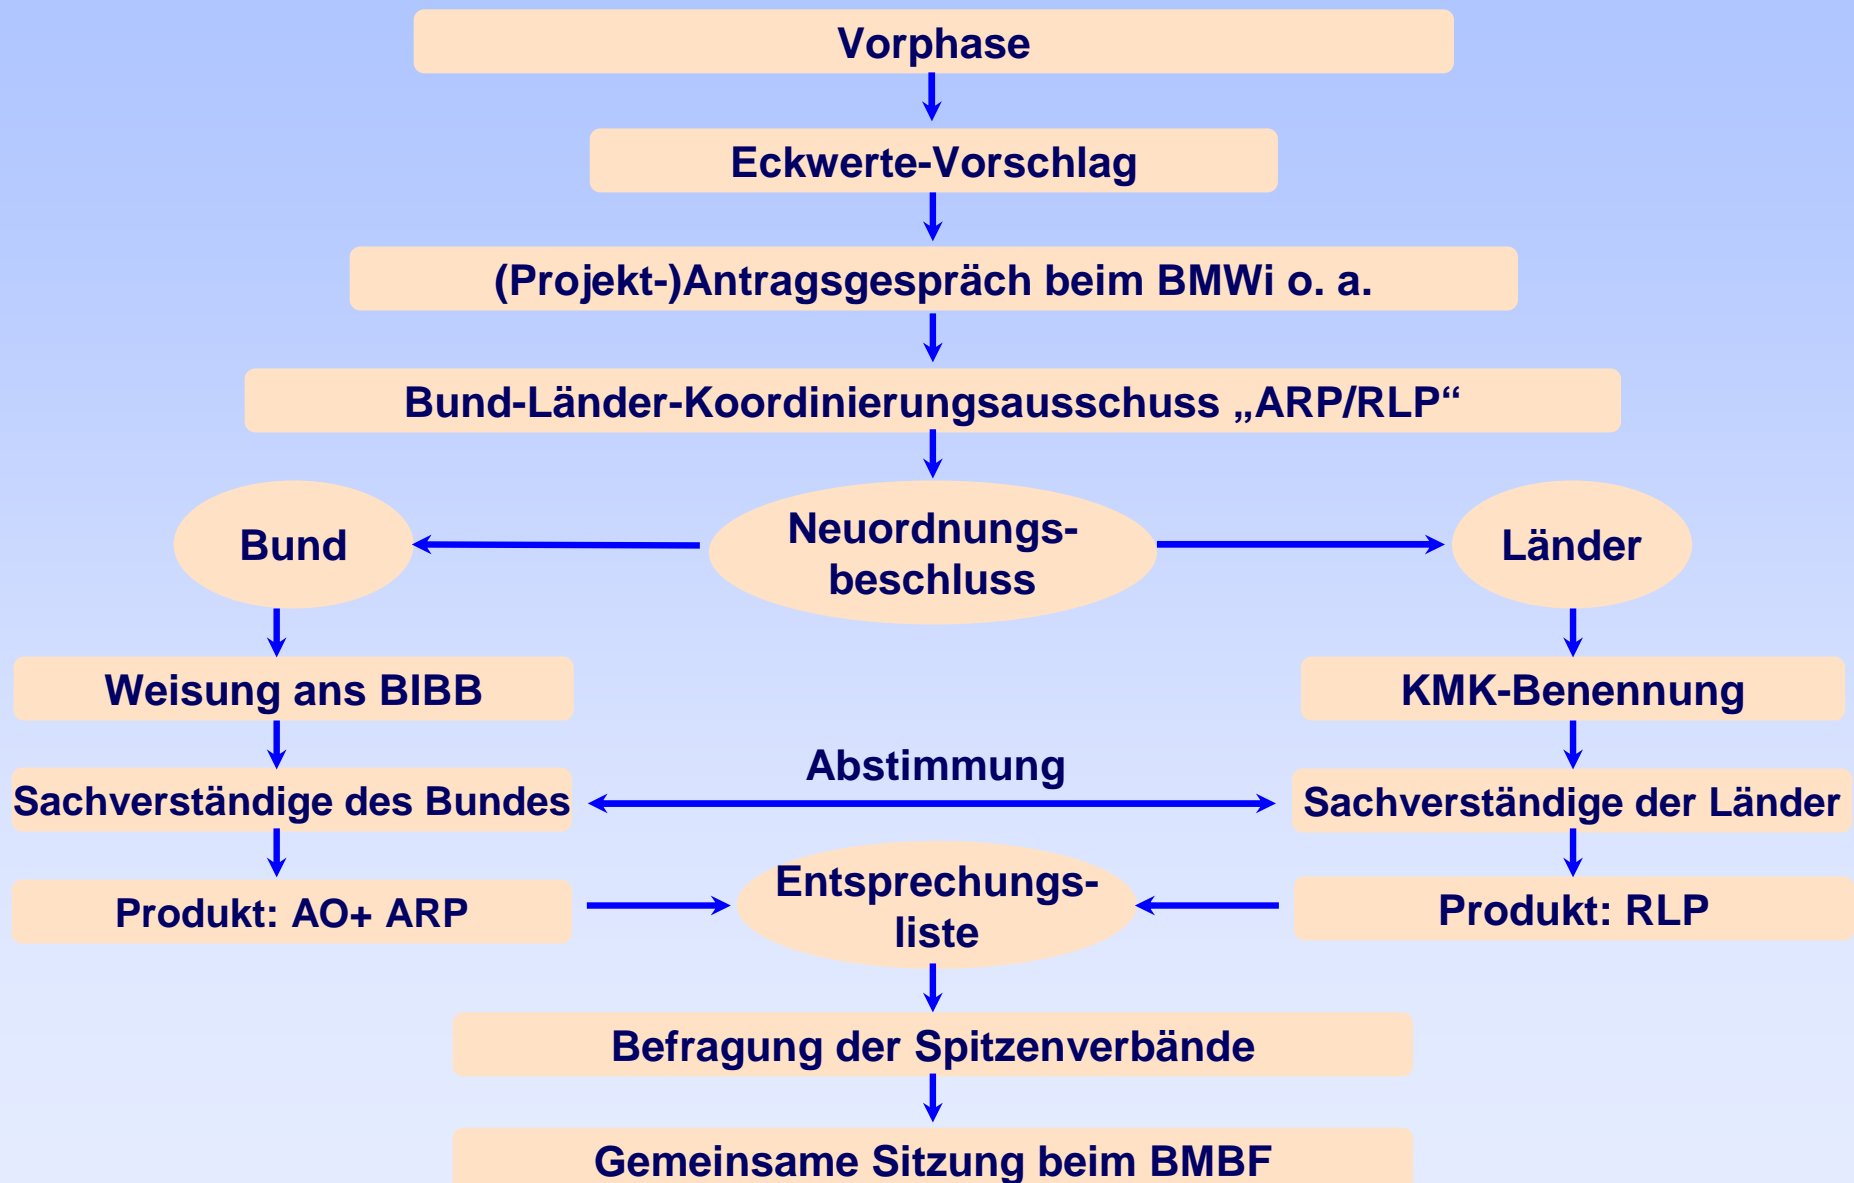 Vorphase
Eckwerte-Vorschlag
(Projekt-)Antragsgespräch beim BMWi o. a.
Bund-Länder-Koordinierungsausschuss „ARP/RLP“
Bund
Neuordnungs-
beschluss
Länder
Weisung ans BIBB
KMK-Benennung
Abstimmung
Sachverständige des Bundes
Sachverständige der Länder
Produkt: AO+ ARP
Entsprechungs-
liste
Produkt: RLP
Befragung der Spitzenverbände
Gemeinsame Sitzung beim BMBF